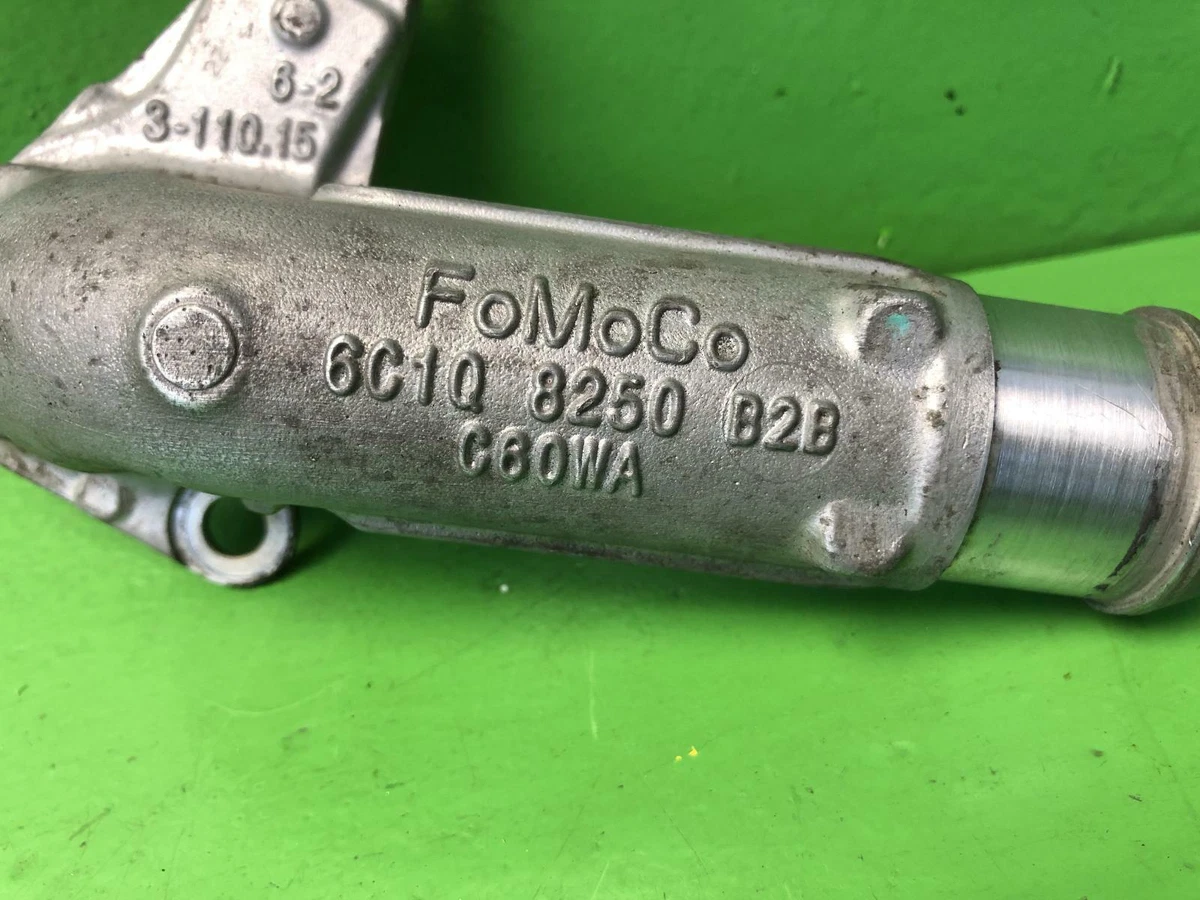 6-2
3-110.15
FoMoCo
6C1Q 8250 B2B
C60WA